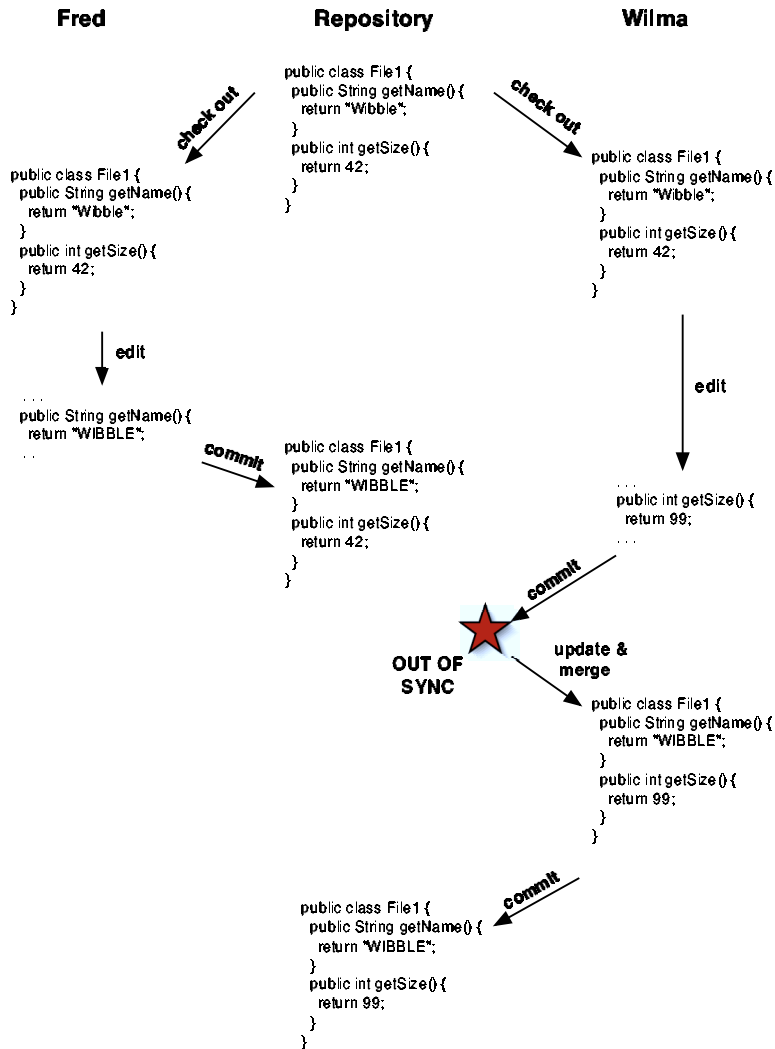 Fred
Repository
Wilma
public class File1 {
public String getName() {
return "Wibble";
}
public int getSize() {
return 42;
}
}
check out
check out
public class File1 {
public String getName() {
return "Wibble";
}
public int getSize() {
return 42;
}
}
public class File1 {
public String getName() {
return "Wibble";
}
public int getSize() {
return 42;
}
}
edit
edit
. . .
public String getName() {
return "WIBBLE";
. .
commit
public class File1 {
public String getName() {
return "WIBBLE";
}
public int getSize() {
return 42;
}
}
. . .
public int getSize() {
return 99;
. . .
commit
OUT OF
SYNC
update &
merge
public class File1 {
public String getName() {
return "WIBBLE";
}
public int getSize() {
return 99;
}
}
commit
public class File1 {
public String getName() {
return "WIBBLE";
}
public int getSize() {
return 99;
}
}